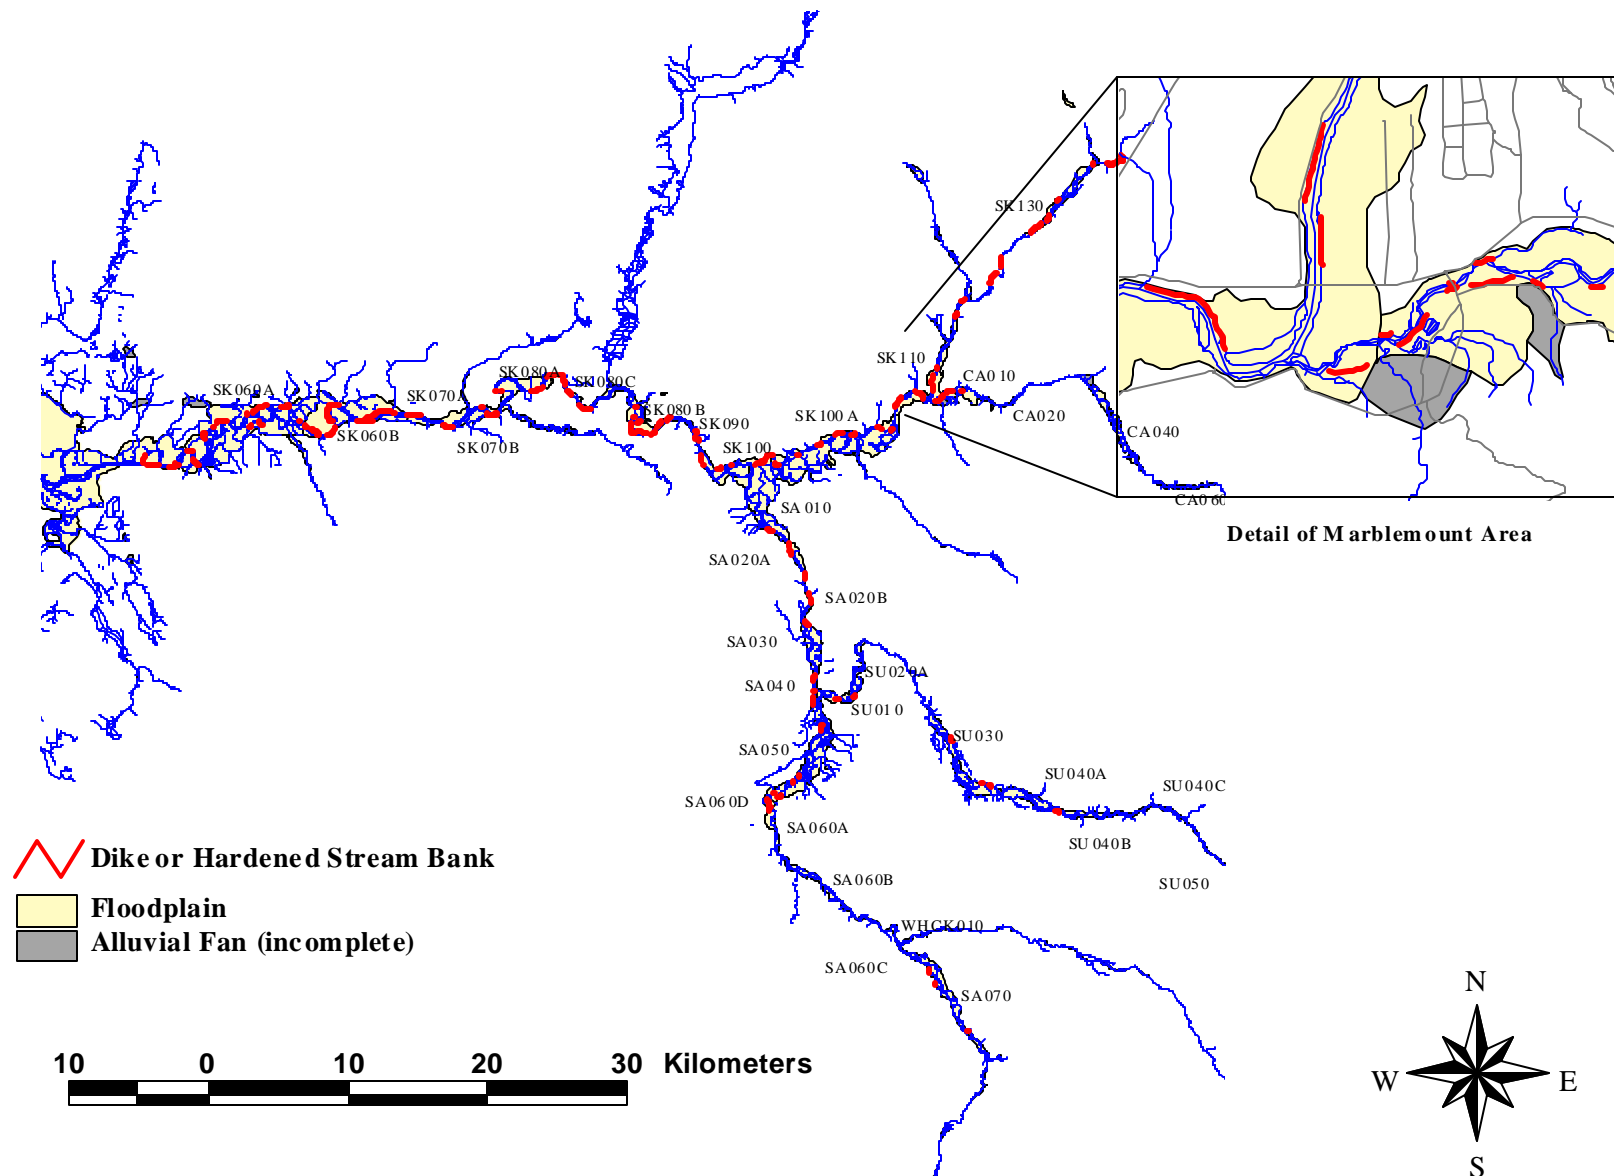 SK130
SK110
SK060A
SK070A
SK080A
SK080C
CA010
SK080B
SK090
SK100A
CA020
SK060B
SK070B
SK100
CA040
CA060
SA010
Detail of Marblemount Area
SA020A
SA020B
SA030
SU020A
SA040
SU010
SA050
SU030
SU040A
SU040C
SA060D
SA060A
SU040B
Dike or Hardened Stream Bank
SA060B
SU050
Floodplain
WHCK010
Alluvial Fan (incomplete)
SA060C
SA070
N
10 0 10 20 30 Kilometers
W E
S